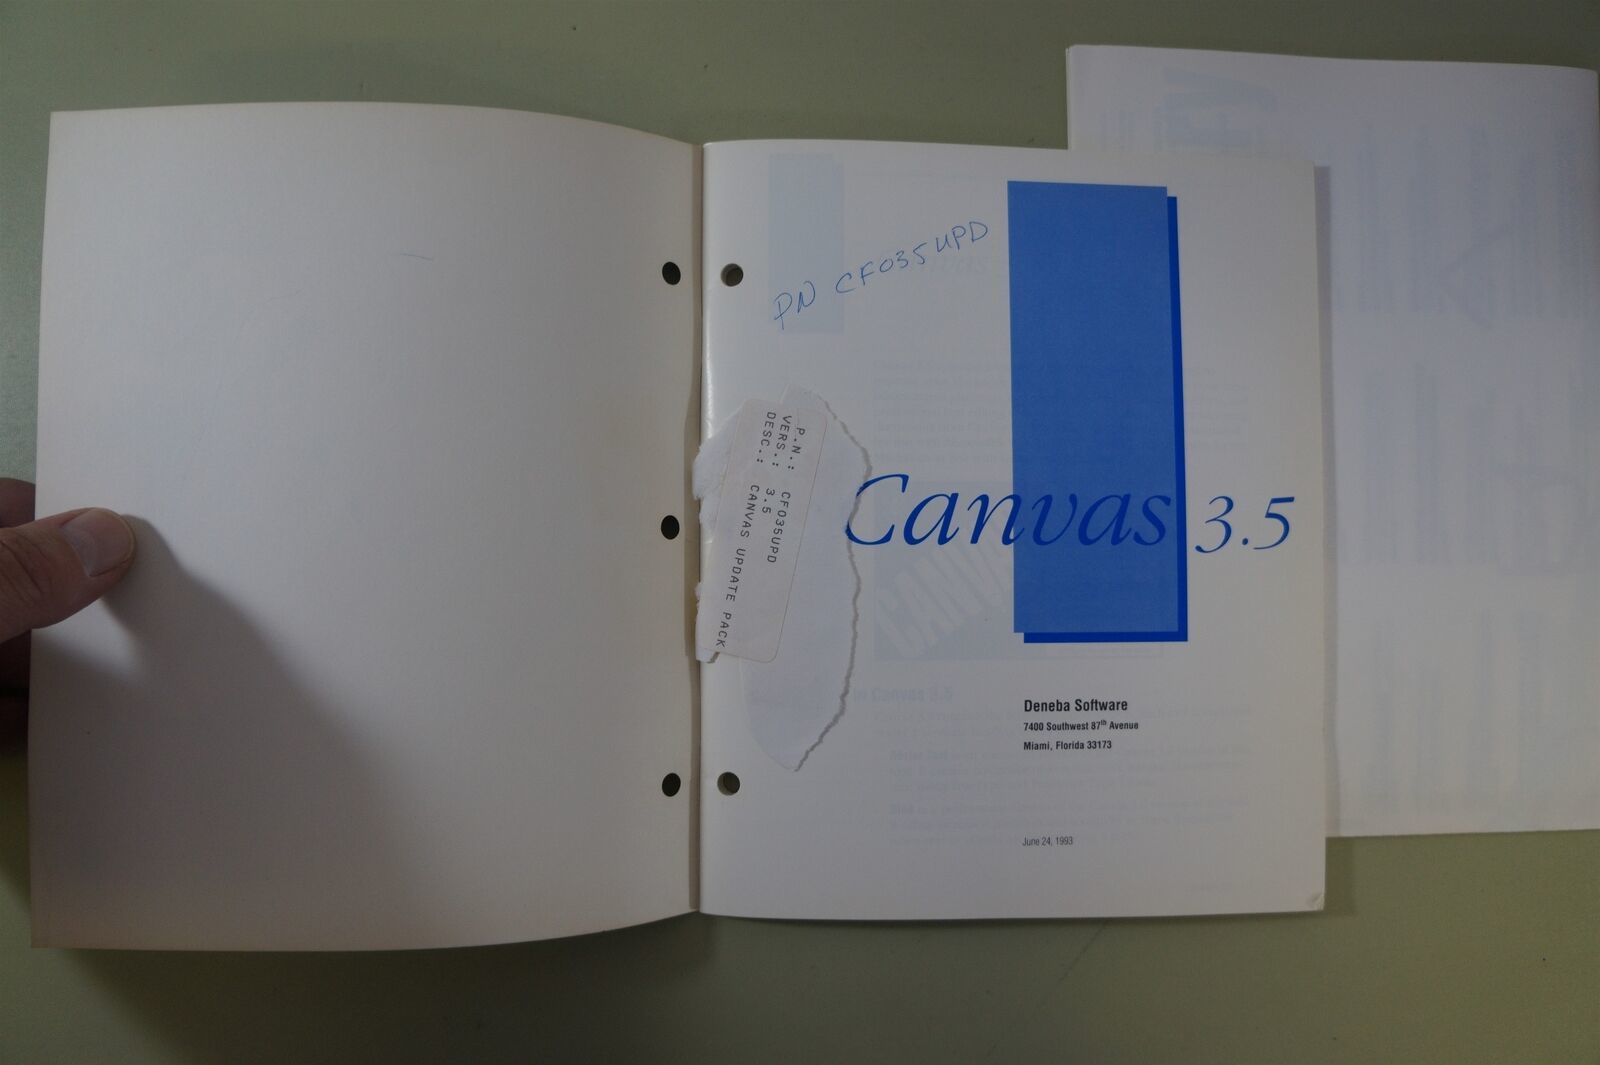 PN CF035UPD
P.N.: CF035UPD
VERS.: 3.5
DESC.: CANVAS UPDATE PACK
Canvas 3.5
Deneba Software
7400 Southwest 87th Avenue
Miami, Florida 33173
June 24, 1993